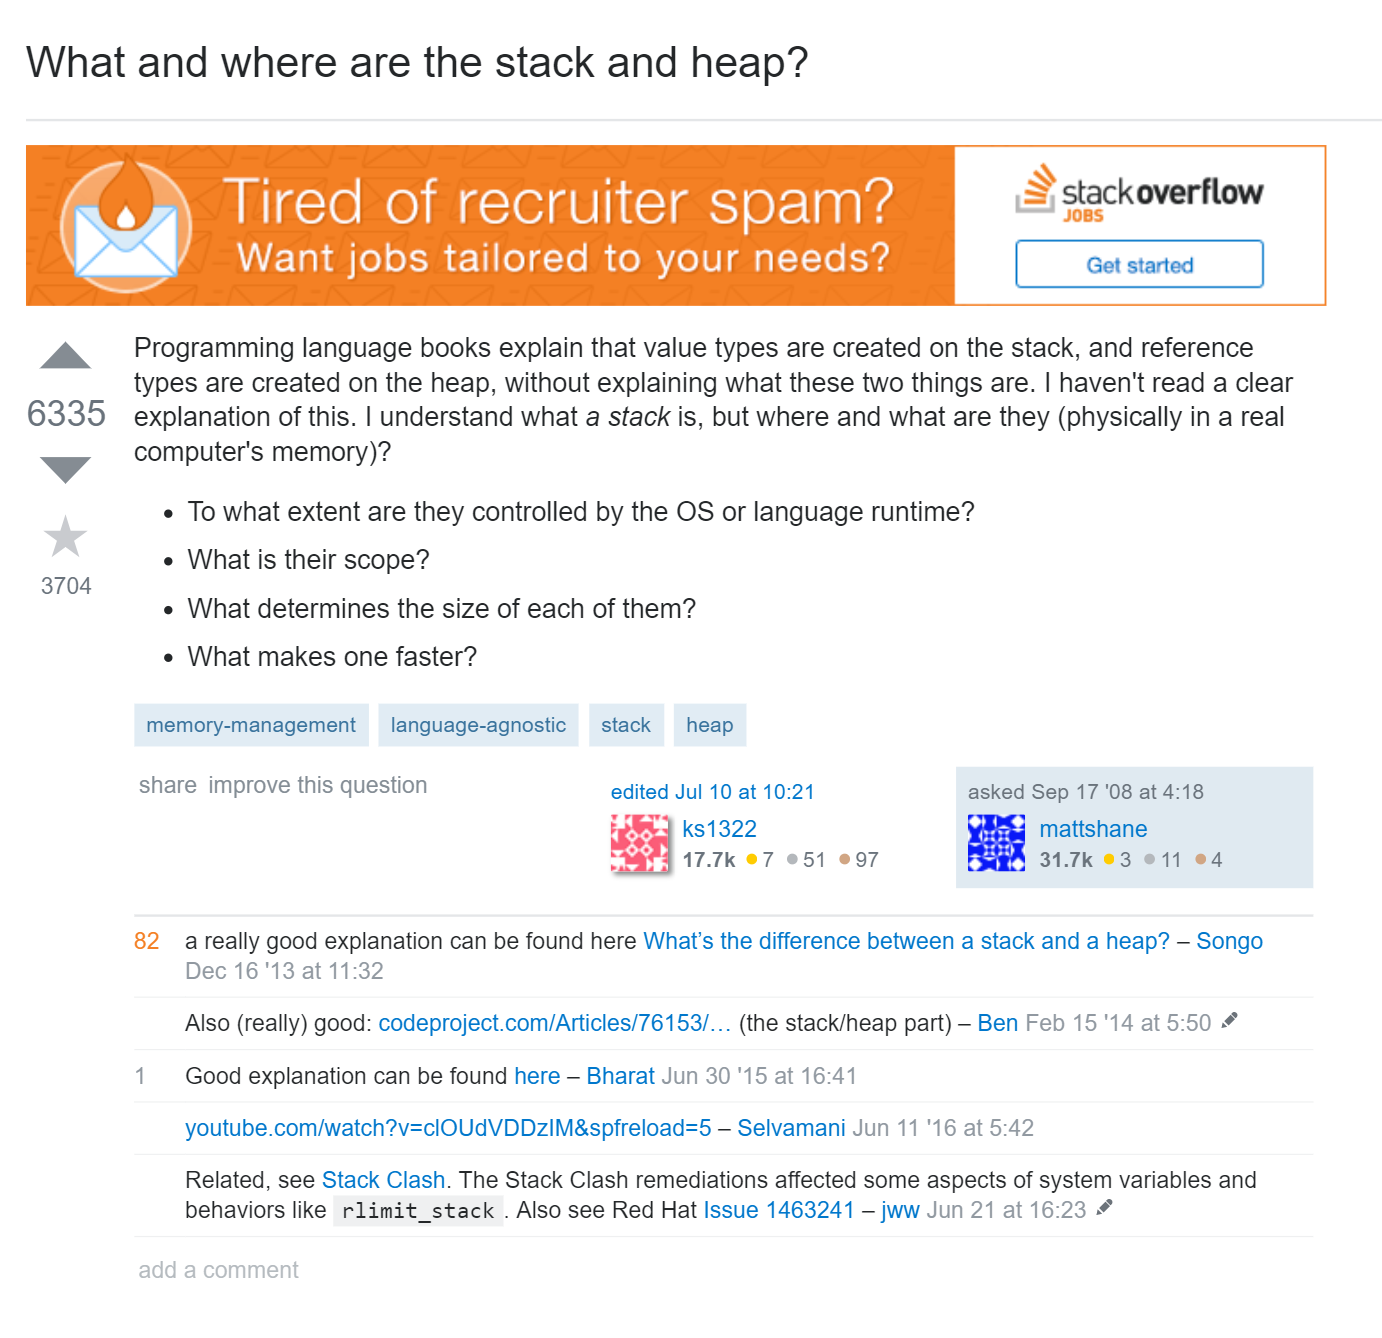 What and where are the stack and heap?
Tired of recruiter spam?
Want jobs tailored to your needs?
stackoverflow
JOBS
Get started
6335
3704
Programming language books explain that value types are created on the stack, and reference
types are created on the heap, without explaining what these two things are. I haven't read a clear
explanation of this. I understand what a stack is, but where and what are they (physically in a real
computer's memory)?
• To what extent are they controlled by the OS or language runtime?
• What is their scope?
• What determines the size of each of them?
• What makes one faster?
memory-management language-agnostic stack heap
share improve this question
edited Jul 10 at 10:21
ks1322
17.7k ●7 ●51 ●97
asked Sep 17 '08 at 4:18
mattshane
31.7k ●3 ●11 ●4
82 a really good explanation can be found here What’s the difference between a stack and a heap? – Songo
Dec 16 '13 at 11:32
Also (really) good: codeproject.com/Articles/76153/… (the stack/heap part) – Ben Feb 15 '14 at 5:50
1 Good explanation can be found here – Bharat Jun 30 '15 at 16:41
youtube.com/watch?v=clOUdVDDzIM&spfreload=5 – Selvamani Jun 11 '16 at 5:42
Related, see Stack Clash. The Stack Clash remediations affected some aspects of system variables and
behaviors like rlimit_stack . Also see Red Hat Issue 1463241 – jww Jun 21 at 16:23
add a comment